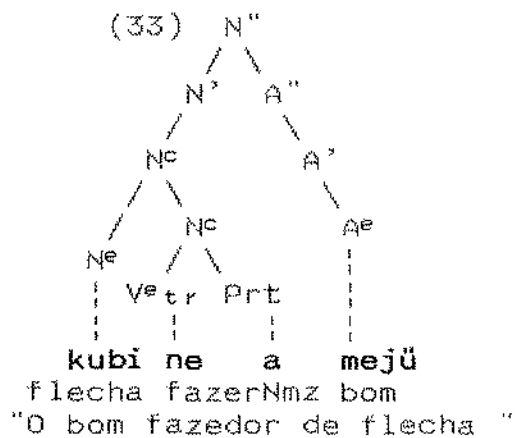 (33) N"
N' A"
Nc A'
Nc Ae
Ne
Vetr Prt
kubi ne a mejü
flecha fazerNmz bom
"O bom fazedor de flecha "